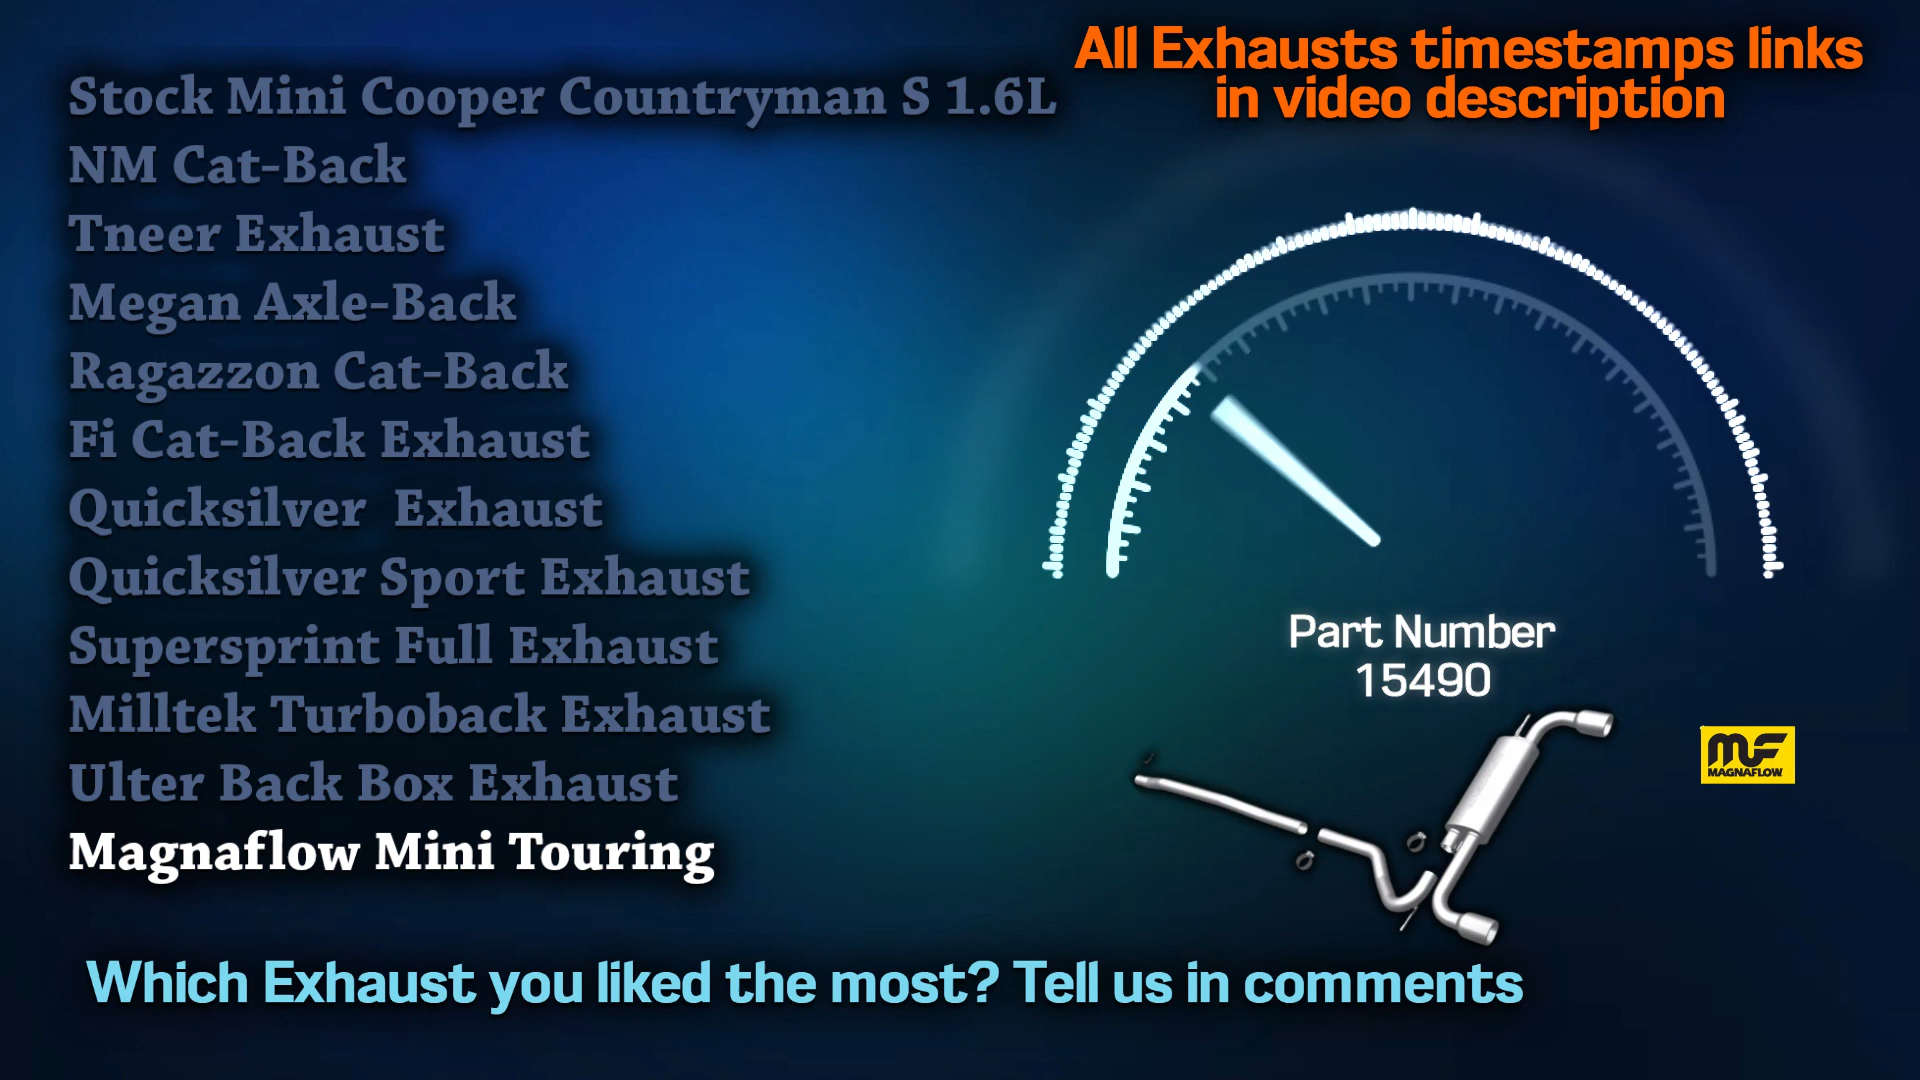 All Exhausts timestamps links
in video description
Stock Mini Cooper Countryman S 1.6L
NM Cat-Back
Tneer Exhaust
Megan Axle-Back
Ragazzon Cat-Back
Fi Cat-Back Exhaust
Quicksilver Exhaust
Quicksilver Sport Exhaust
Supersprint Full Exhaust
Milltek Turboback Exhaust
Ulter Back Box Exhaust
Magnaflow Mini Touring
Part Number
15490
MF
MAGNAFLOW
Which Exhaust you liked the most? Tell us in comments